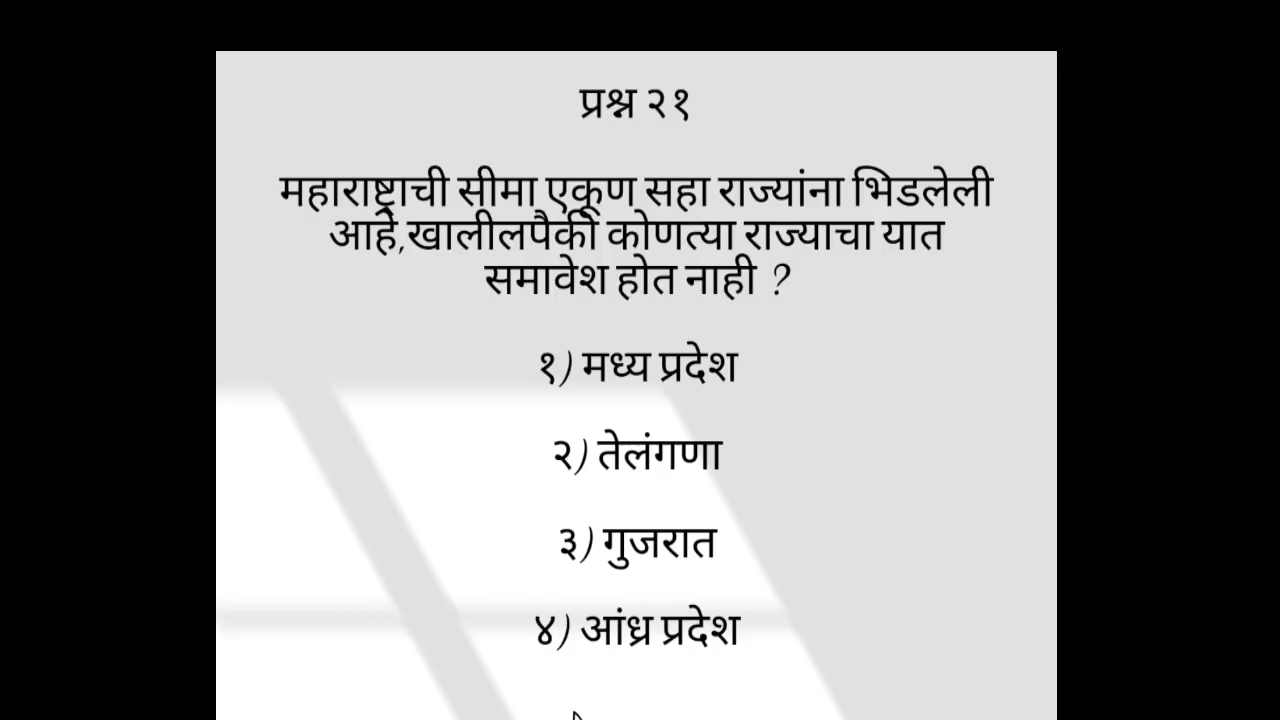 प्रश्न २१
महाराष्ट्राची सीमा एकूण सहा राज्यांना भिडलेली
आहे,खालीलपैकी कोणत्या राज्याचा यात
समावेश होत नाही ?
१) मध्य प्रदेश
२) तेलंगणा
३) गुजरात
४) आंध्र प्रदेश